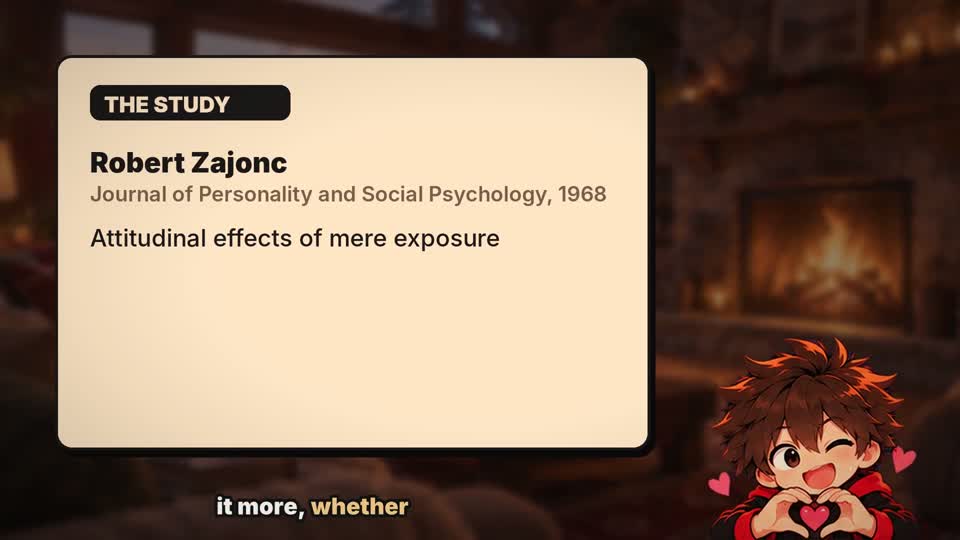 THE STUDY
Robert Zajonc
Journal of Personality and Social Psychology, 1968
Attitudinal effects of mere exposure
it more, whether